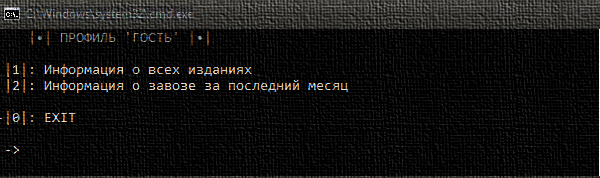 C:\Windows\system32\cmd.exe
|•| ПРОФИЛЬ 'ГОСТЬ' |•|
|1|: Информация о всех изданиях
|2|: Информация о завозе за последний месяц
|0|: EXIT
->